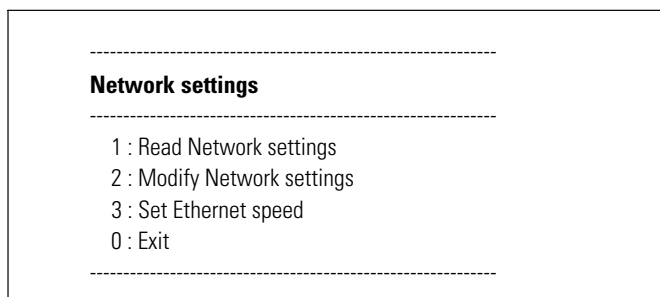 -------------------------------------------------------------
Network settings
-------------------------------------------------------------
1 : Read Network settings
2 : Modify Network settings
3 : Set Ethernet speed
0 : Exit
-------------------------------------------------------------